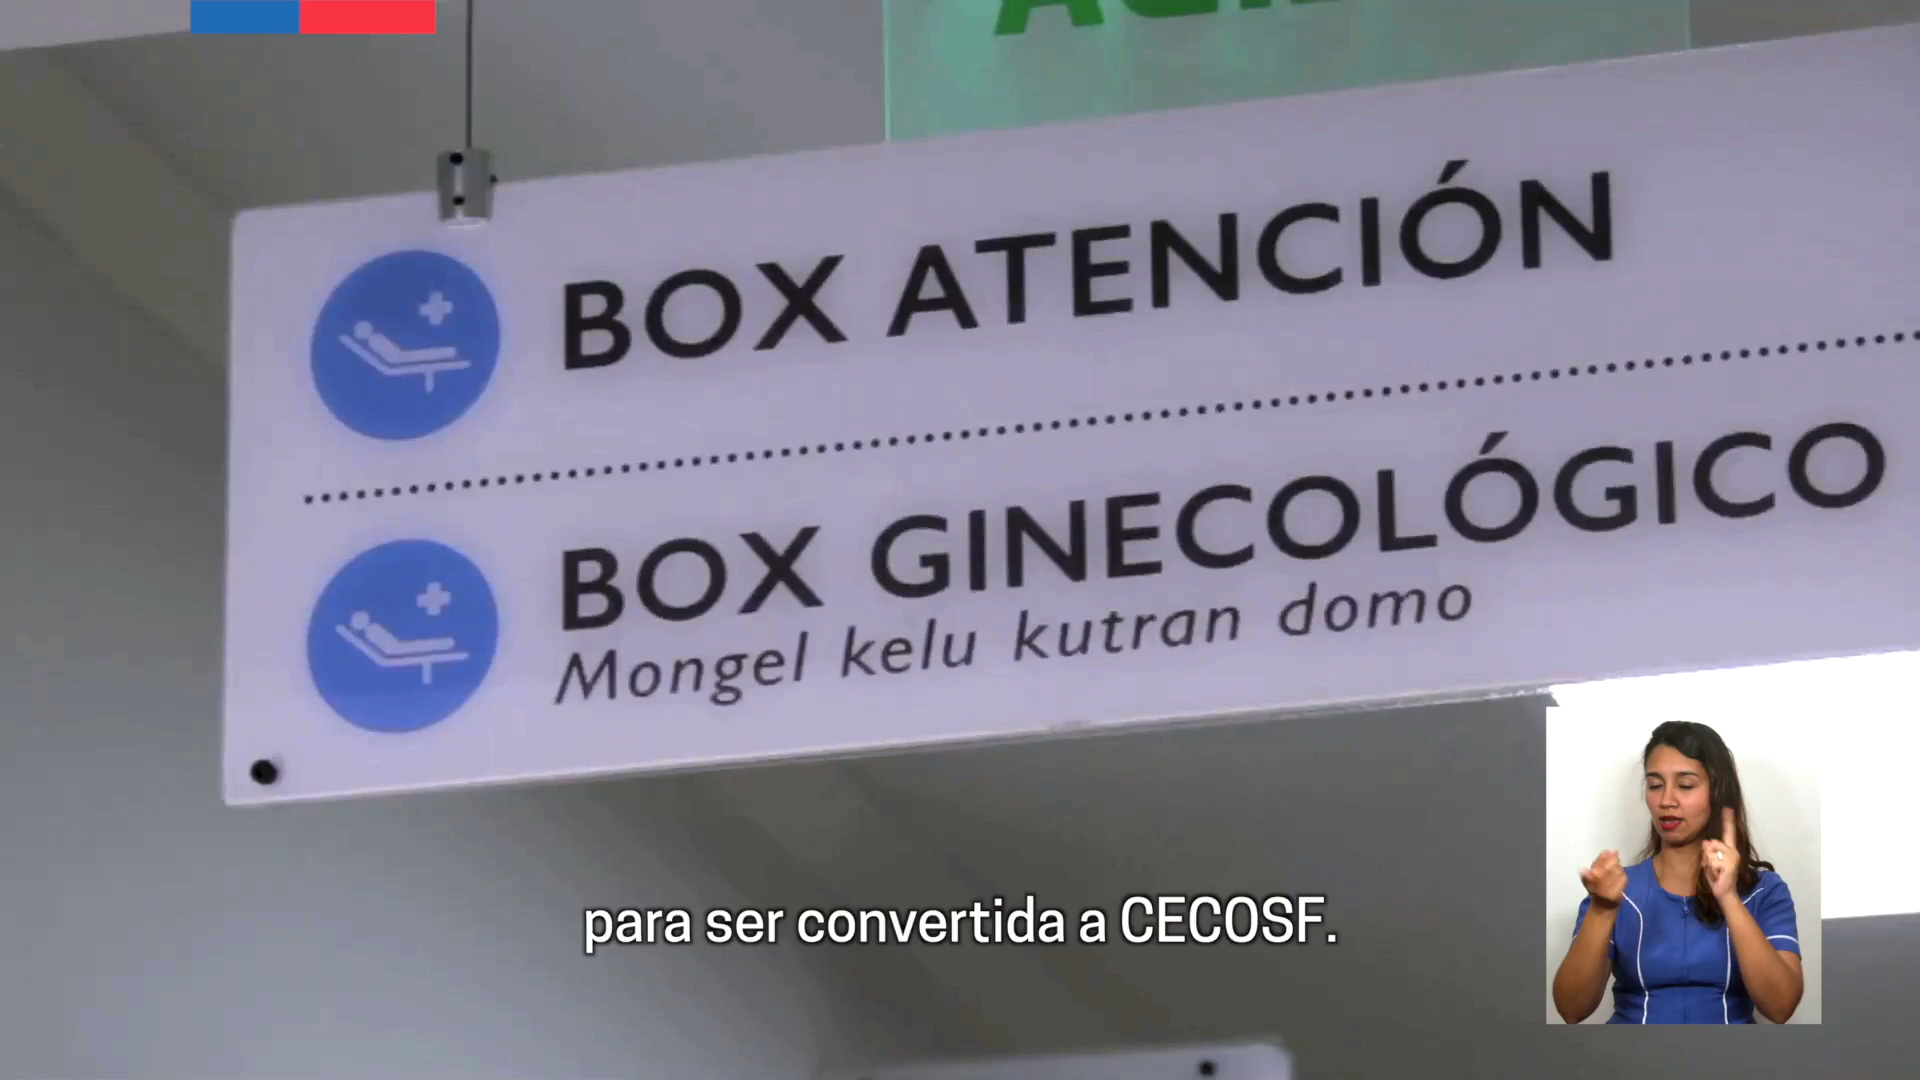 BOX ATENCIÓN
BOX GINECOLÓGICO
Mongel kelu kutran domo
para ser convertida a CECOSF.